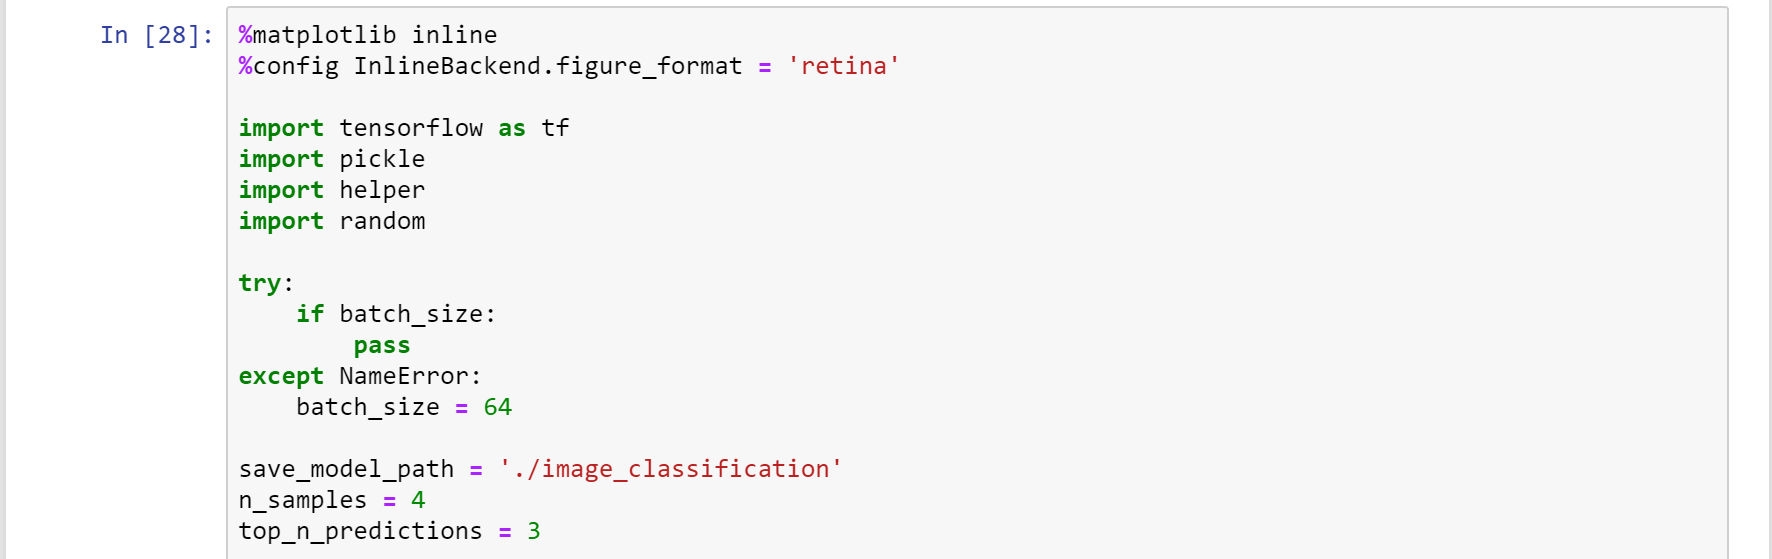 In [28]: %matplotlib inline
%config InlineBackend.figure_format = 'retina'
import tensorflow as tf
import pickle
import helper
import random
try:
    if batch_size:
        pass
except NameError:
    batch_size = 64
save_model_path = './image_classification'
n_samples = 4
top_n_predictions = 3